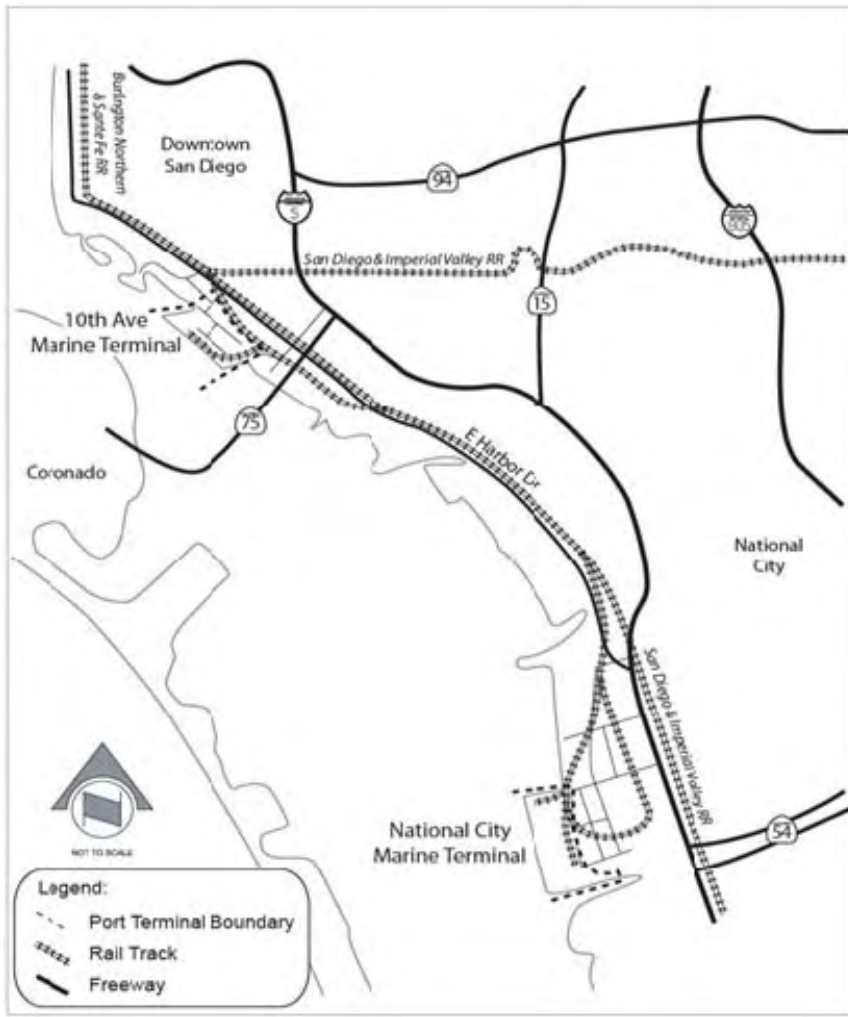 Burlington Northern
& Sante Fe RR
Downtown
San Diego
94
5
805
San Diego & Imperial Valley RR
15
10th Ave
Marine Terminal
75
E Harbor Dr
Coronado
National
City
San Diego & Imperial Valley RR
54
National City
Marine Terminal
NOT TO SCALE
Legend:
Port Terminal Boundary
Rail Track
Freeway